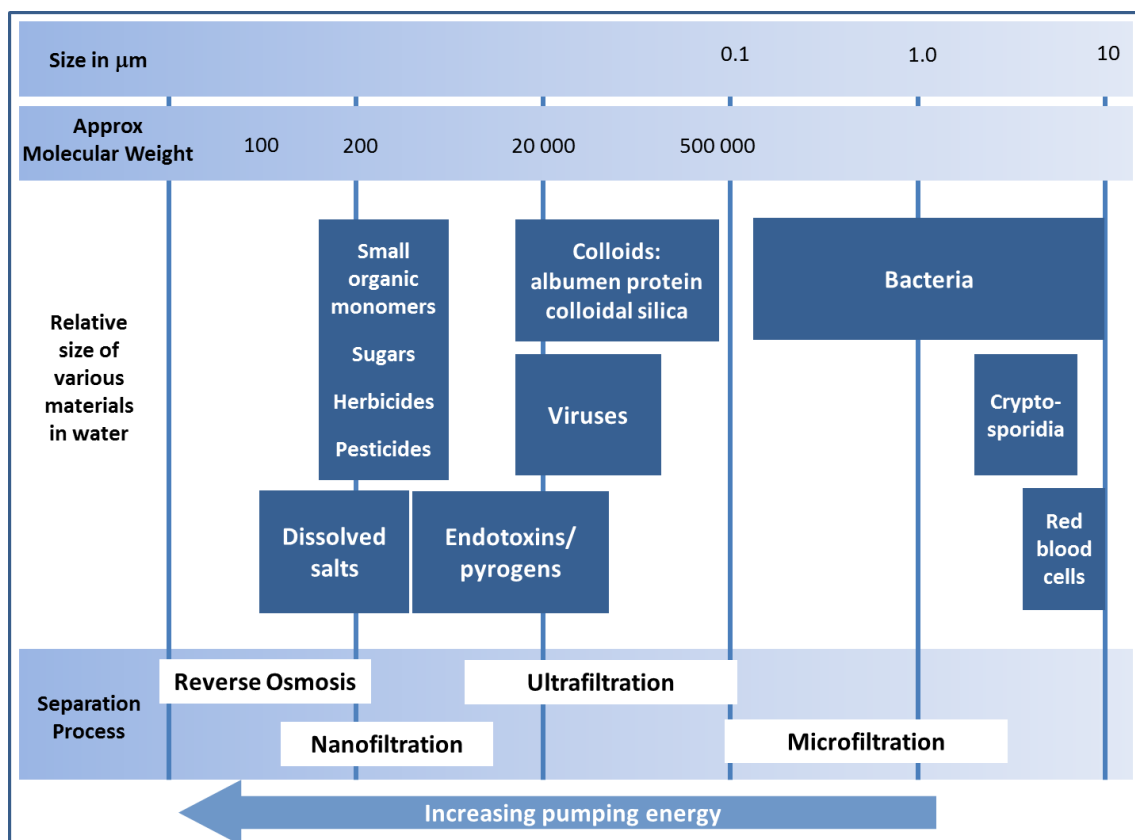 Size in μm
0.1
1.0
10
Approx
Molecular Weight
100
200
20 000
500 000
Relative
size of
various
materials
in water
Small
organic
monomers
Sugars
Herbicides
Pesticides
Colloids:
albumen protein
colloidal silica
Bacteria
Viruses
Crypto-
sporidia
Dissolved
salts
Endotoxins/
pyrogens
Red
blood
cells
Separation
Process
Reverse Osmosis
Ultrafiltration
Nanofiltration
Microfiltration
Increasing pumping energy